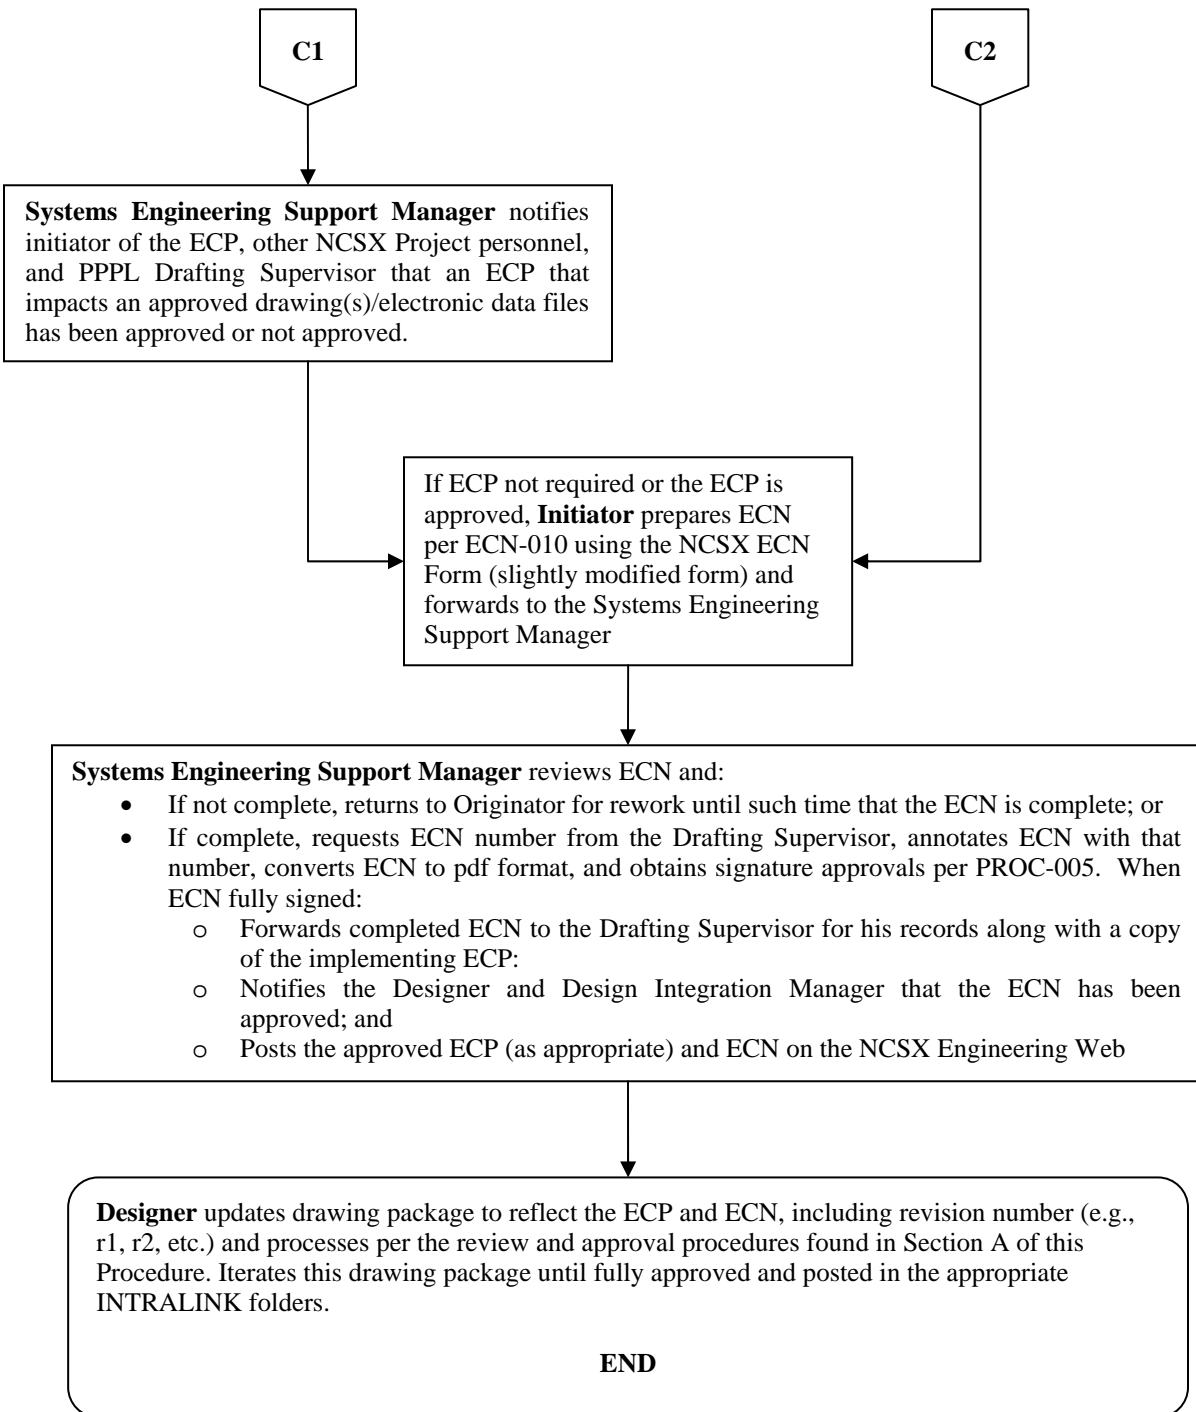 C1
C2
Systems Engineering Support Manager notifies
initiator of the ECP, other NCSX Project personnel,
and PPPL Drafting Supervisor that an ECP that
impacts an approved drawing(s)/electronic data files
has been approved or not approved.
If ECP not required or the ECP is
approved, Initiator prepares ECN
per ECN-010 using the NCSX ECN
Form (slightly modified form) and
forwards to the Systems Engineering
Support Manager
Systems Engineering Support Manager reviews ECN and:
• If not complete, returns to Originator for rework until such time that the ECN is complete; or
• If complete, requests ECN number from the Drafting Supervisor, annotates ECN with that
number, converts ECN to pdf format, and obtains signature approvals per PROC-005. When
ECN fully signed:
o Forwards completed ECN to the Drafting Supervisor for his records along with a copy
of the implementing ECP:
o Notifies the Designer and Design Integration Manager that the ECN has been
approved; and
o Posts the approved ECP (as appropriate) and ECN on the NCSX Engineering Web
Designer updates drawing package to reflect the ECP and ECN, including revision number (e.g.,
r1, r2, etc.) and processes per the review and approval procedures found in Section A of this
Procedure. Iterates this drawing package until fully approved and posted in the appropriate
INTRALINK folders.
END